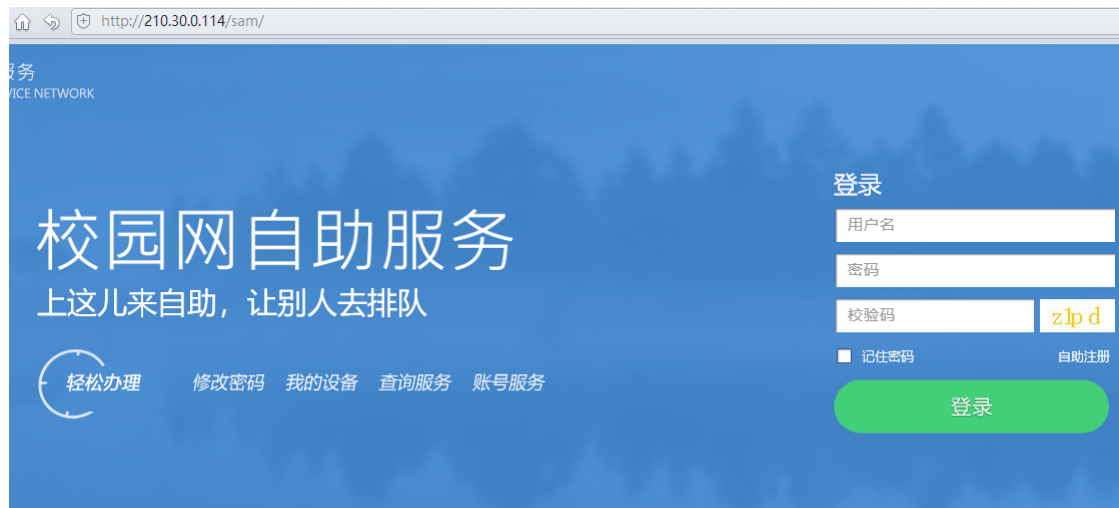 http://210.30.0.114/sam/
服务
VICE NETWORK
校园网自助服务
上这儿来自助，让别人去排队
轻松办理 修改密码 我的设备 查询服务 账号服务
登录
用户名
密码
校验码
记住密码 自助注册
登录